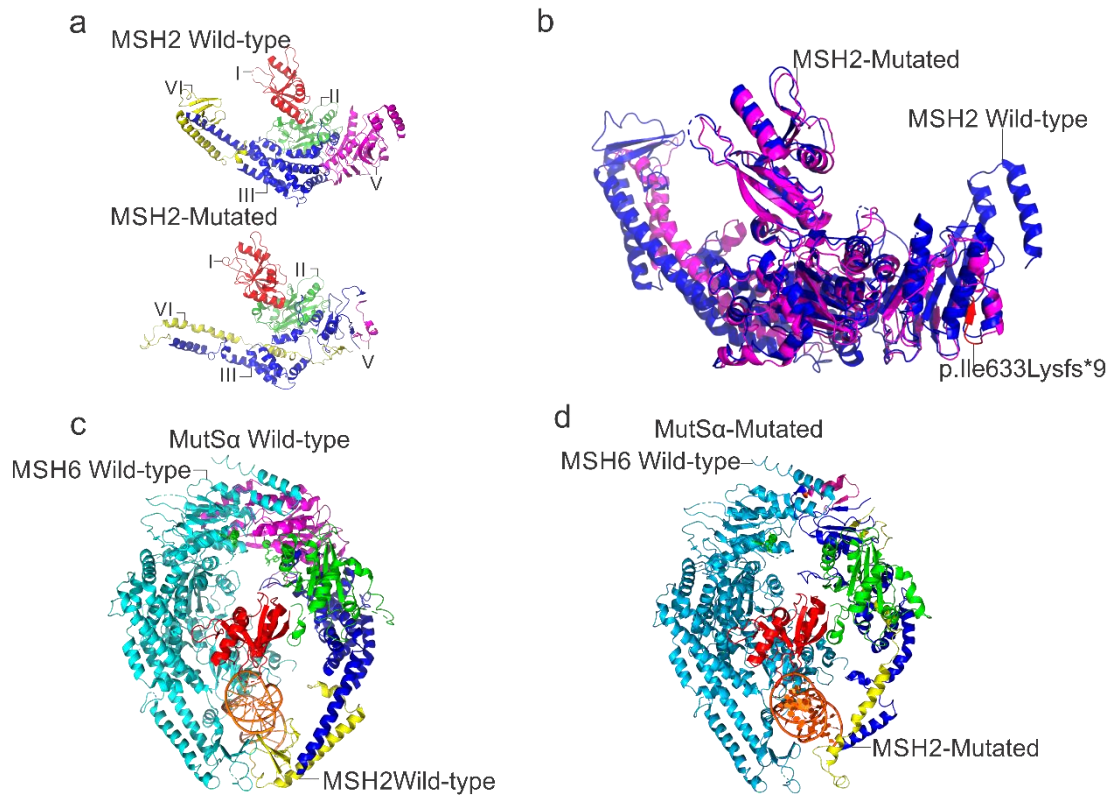 a
MSH2 Wild-type
I
VI
II
III
V
MSH2-Mutated
I
II
VI
III
V
b
MSH2-Mutated
MSH2 Wild-type
p.Ile633Lysfs*9
c
MutSα Wild-type
MSH6 Wild-type
MSH2Wild-type
d
MutSα-Mutated
MSH6 Wild-type
MSH2-Mutated